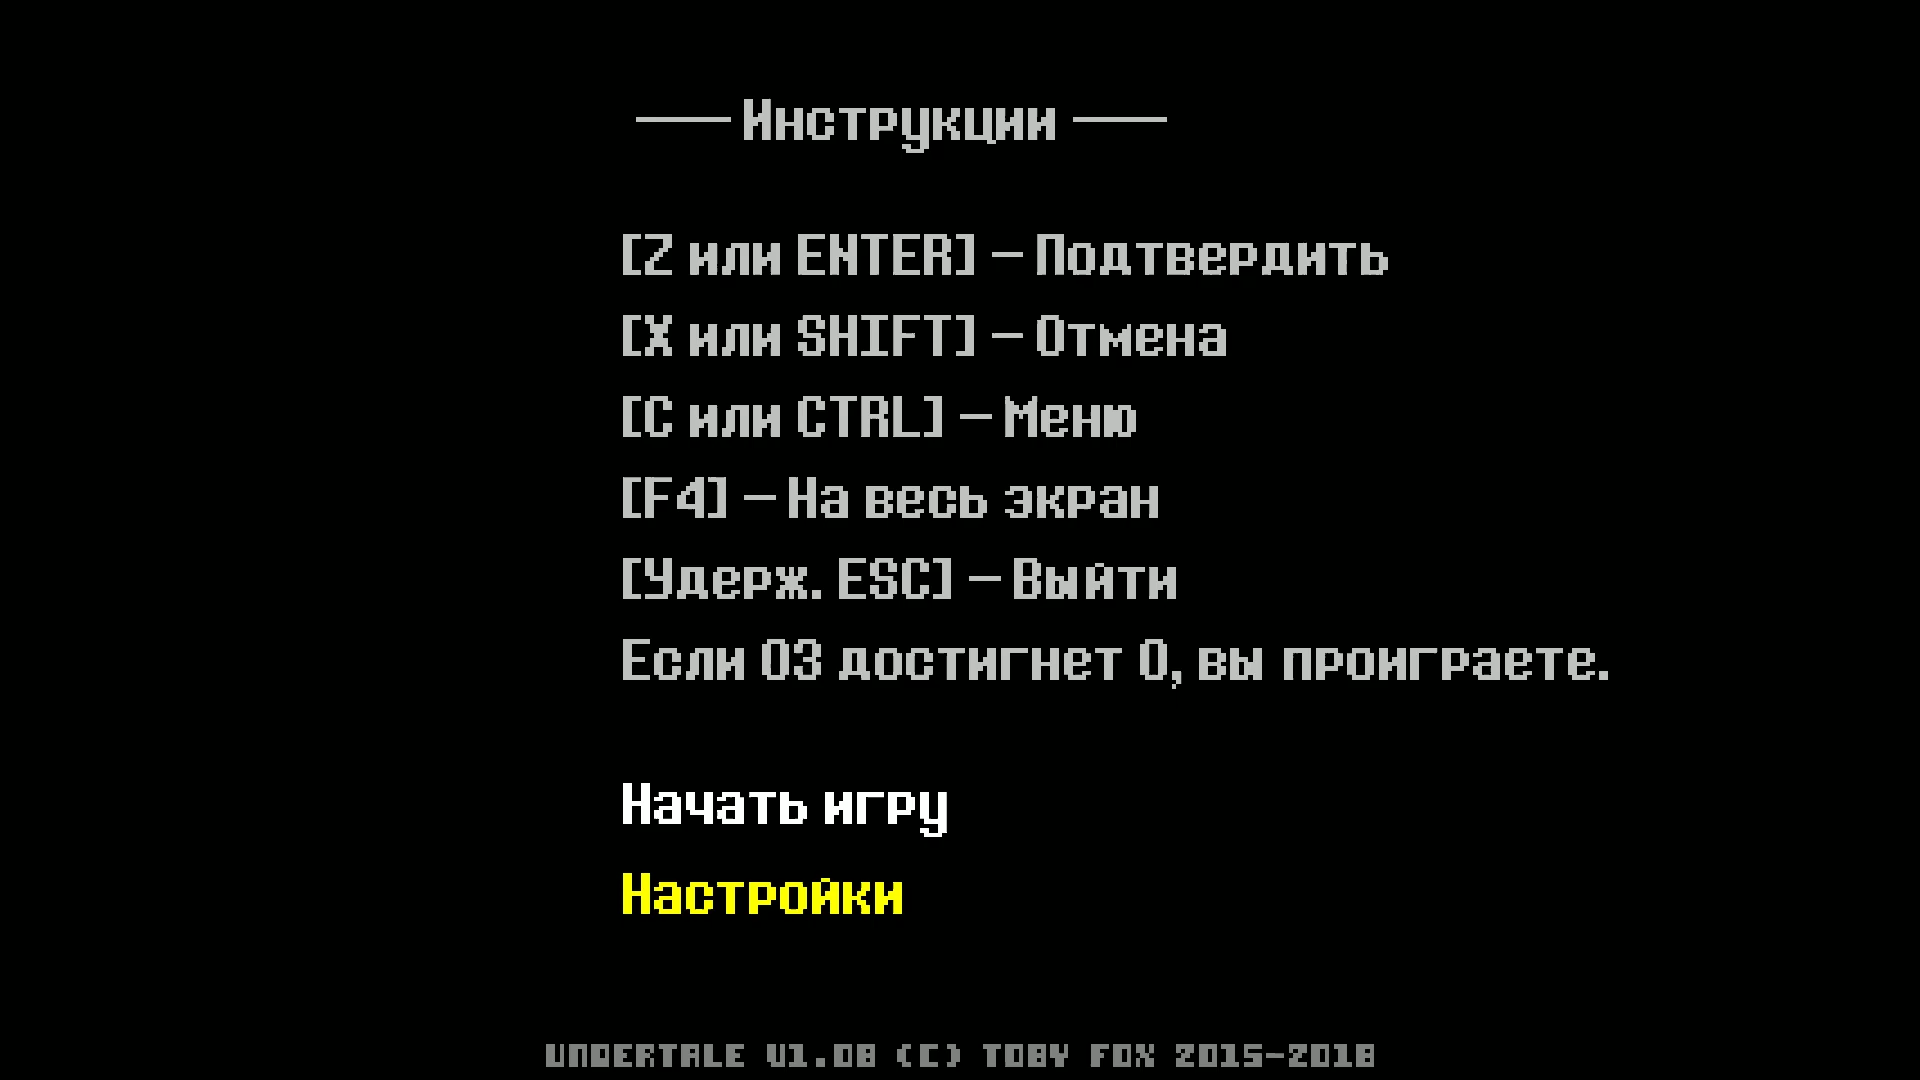 —— Инструкции ——
[Z или ENTER] — Подтвердить
[X или SHIFT] — Отмена
[C или CTRL] — Меню
[F4] — На весь экран
[Удерж. ESC] — Выйти
Если ОЗ достигнет 0, вы проиграете.
Начать игру
Настройки
UNDERTALE V1.08 (C) TOBY FOX 2015-2018